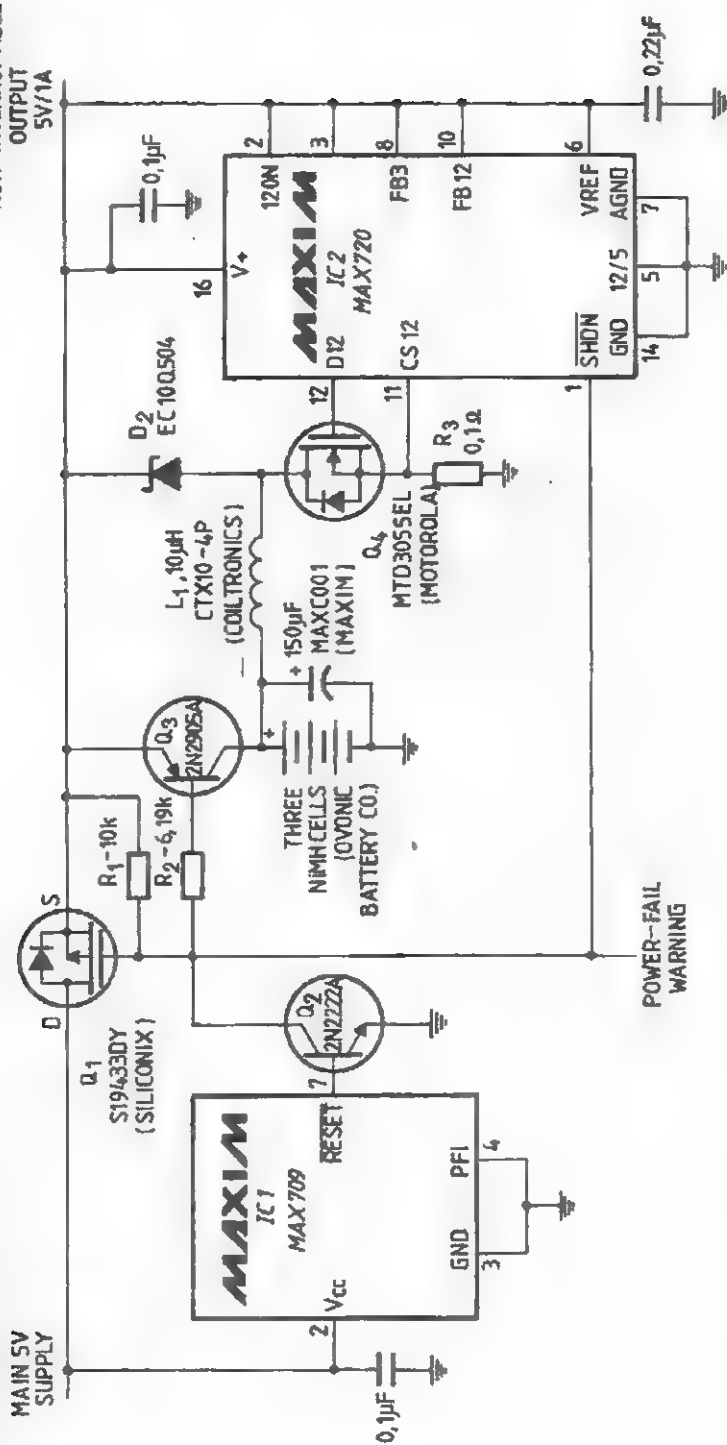 MAIN 5V
SUPPLY
0,1µF
2
Vcc
MAXIM
IC1
MAX709
GND
3
PFI
4
RESET
7
Q2
2N2222A
Q1
S19433DY
(SILICONIX)
D
S
R1-10k
R2-6,19k
POWER-FAIL
WARNING
Q3
2N2905A
THREE
NiMH CELLS
(OVONIC
BATTERY CO.)
+
+ 150µF
MAXC001
(MAXIM)
L1, 10µH
CTX10-4P
(COILTRONICS)
D2
EC10QS04
Q4
MTD3055EL
(MOTOROLA)
R3
0,1Ω
16
V+
0,1µF
MAXIM
IC2
MAX720
12
D12
11
CS12
1
SHDN
GND
14
12/5
5
AGND
7
VREF
6
FB12
10
FB3
8
3
120N
2
OUTPUT
5V/1A
0,22µF